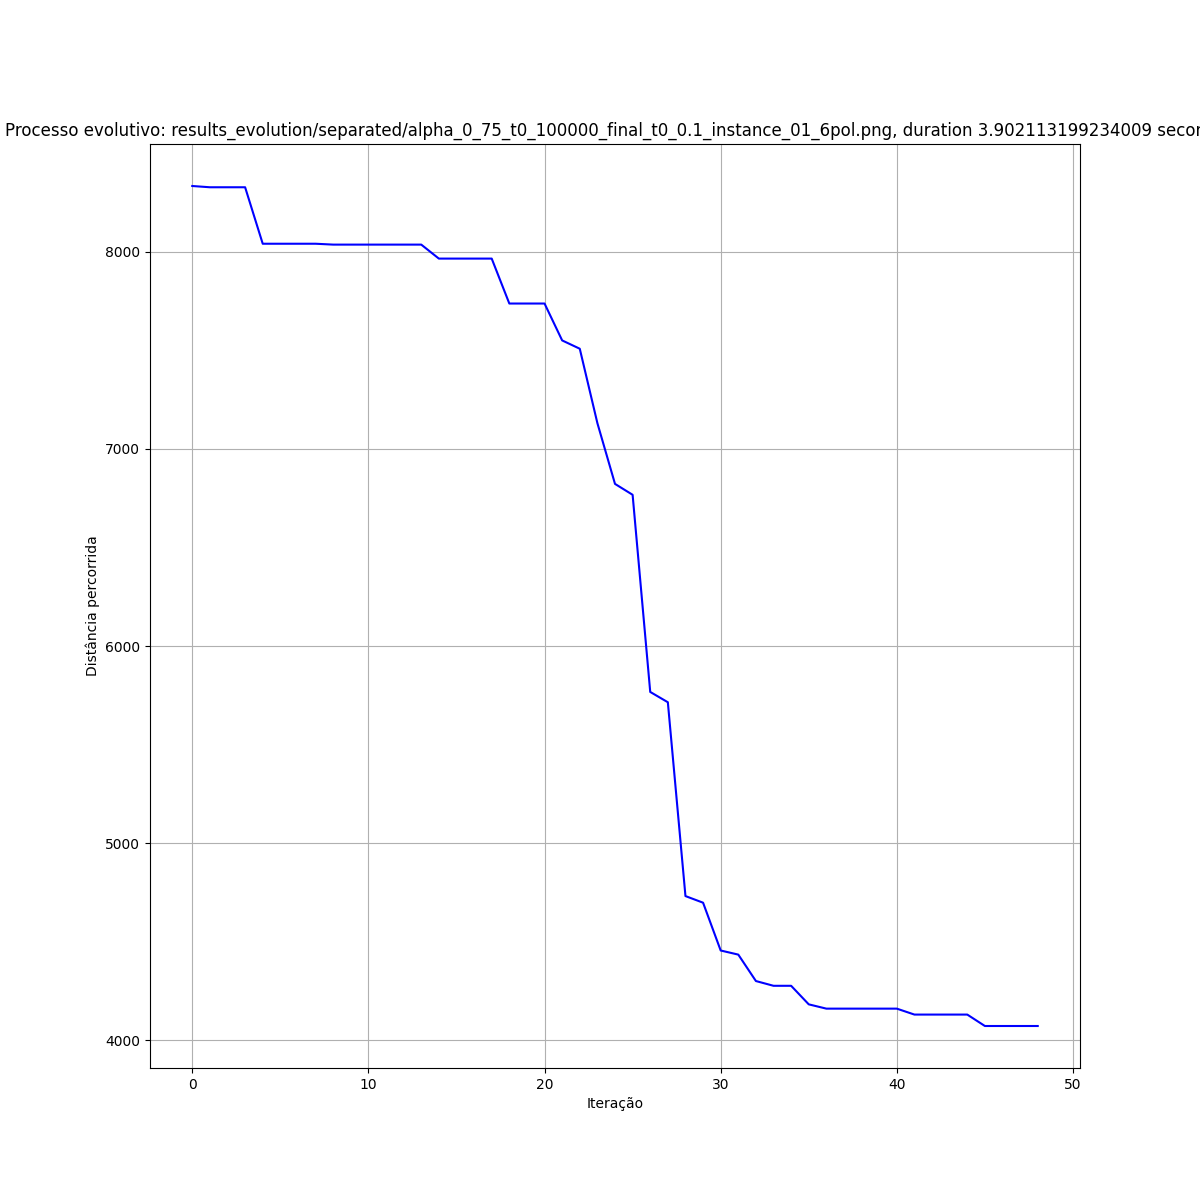 Processo evolutivo: results_evolution/separated/alpha_0_75_t0_100000_final_t0_0.1_instance_01_6pol.png, duration 3.902113199234009
8000
7000
6000
5000
4000
Distância percorrida
0 10 20 30 40 50
Iteração